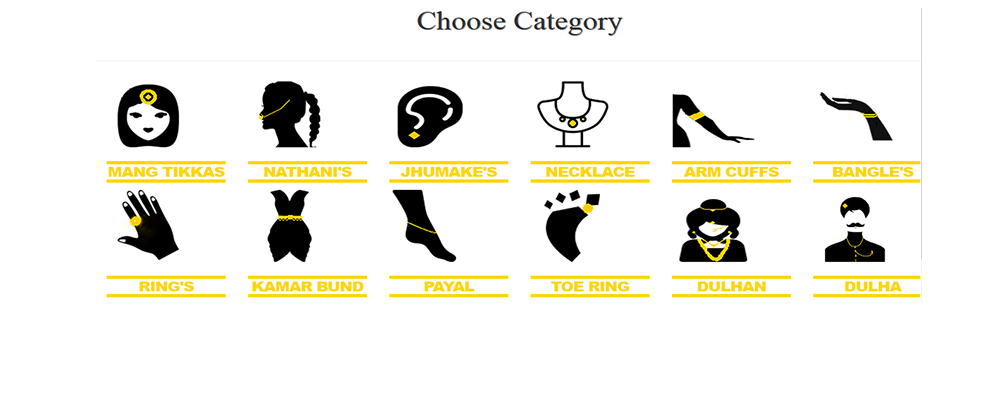 Choose Category
MANG TIKKAS NATHANI'S JHUMAKE'S NECKLACE ARM CUFFS BANGLE'S
RING'S KAMAR BUND PAYAL TOE RING DULHAN DULHA